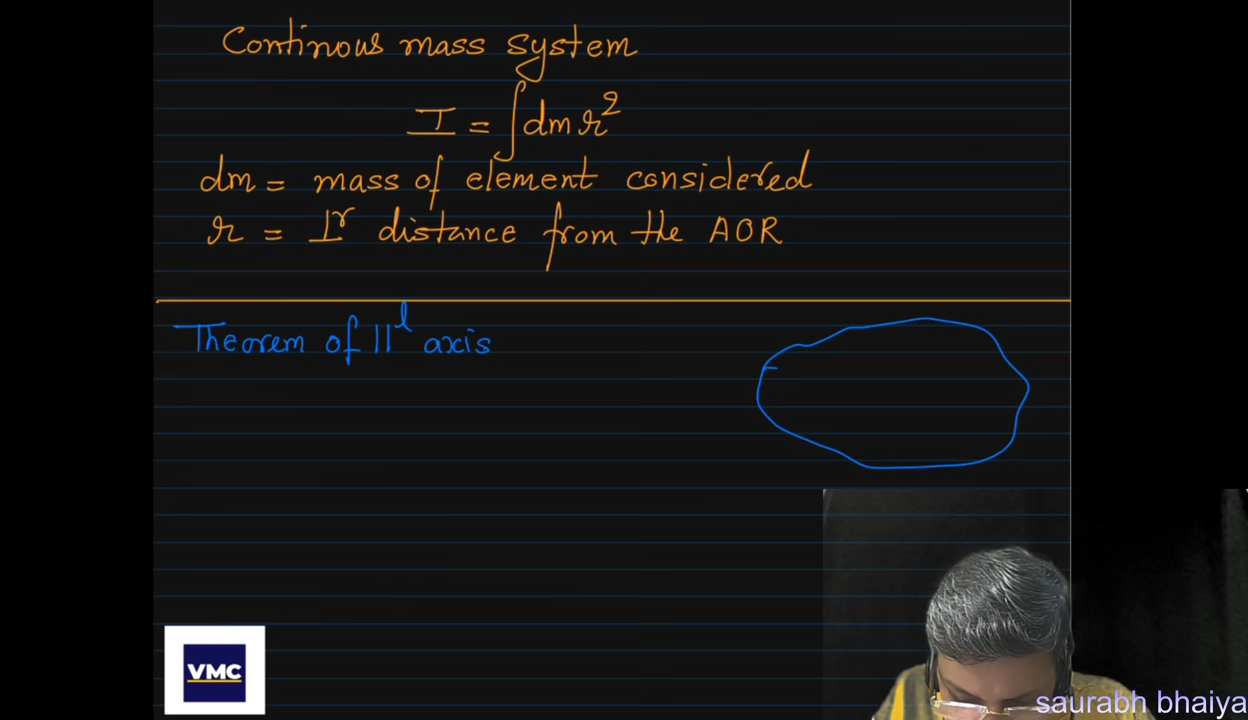 Continous mass system
I = ∫dm r²
dm = mass of element considered
r = ⊥ʳ distance from the AOR
Theorem of ||ˡ axis
VMC
saurabh bhaiya